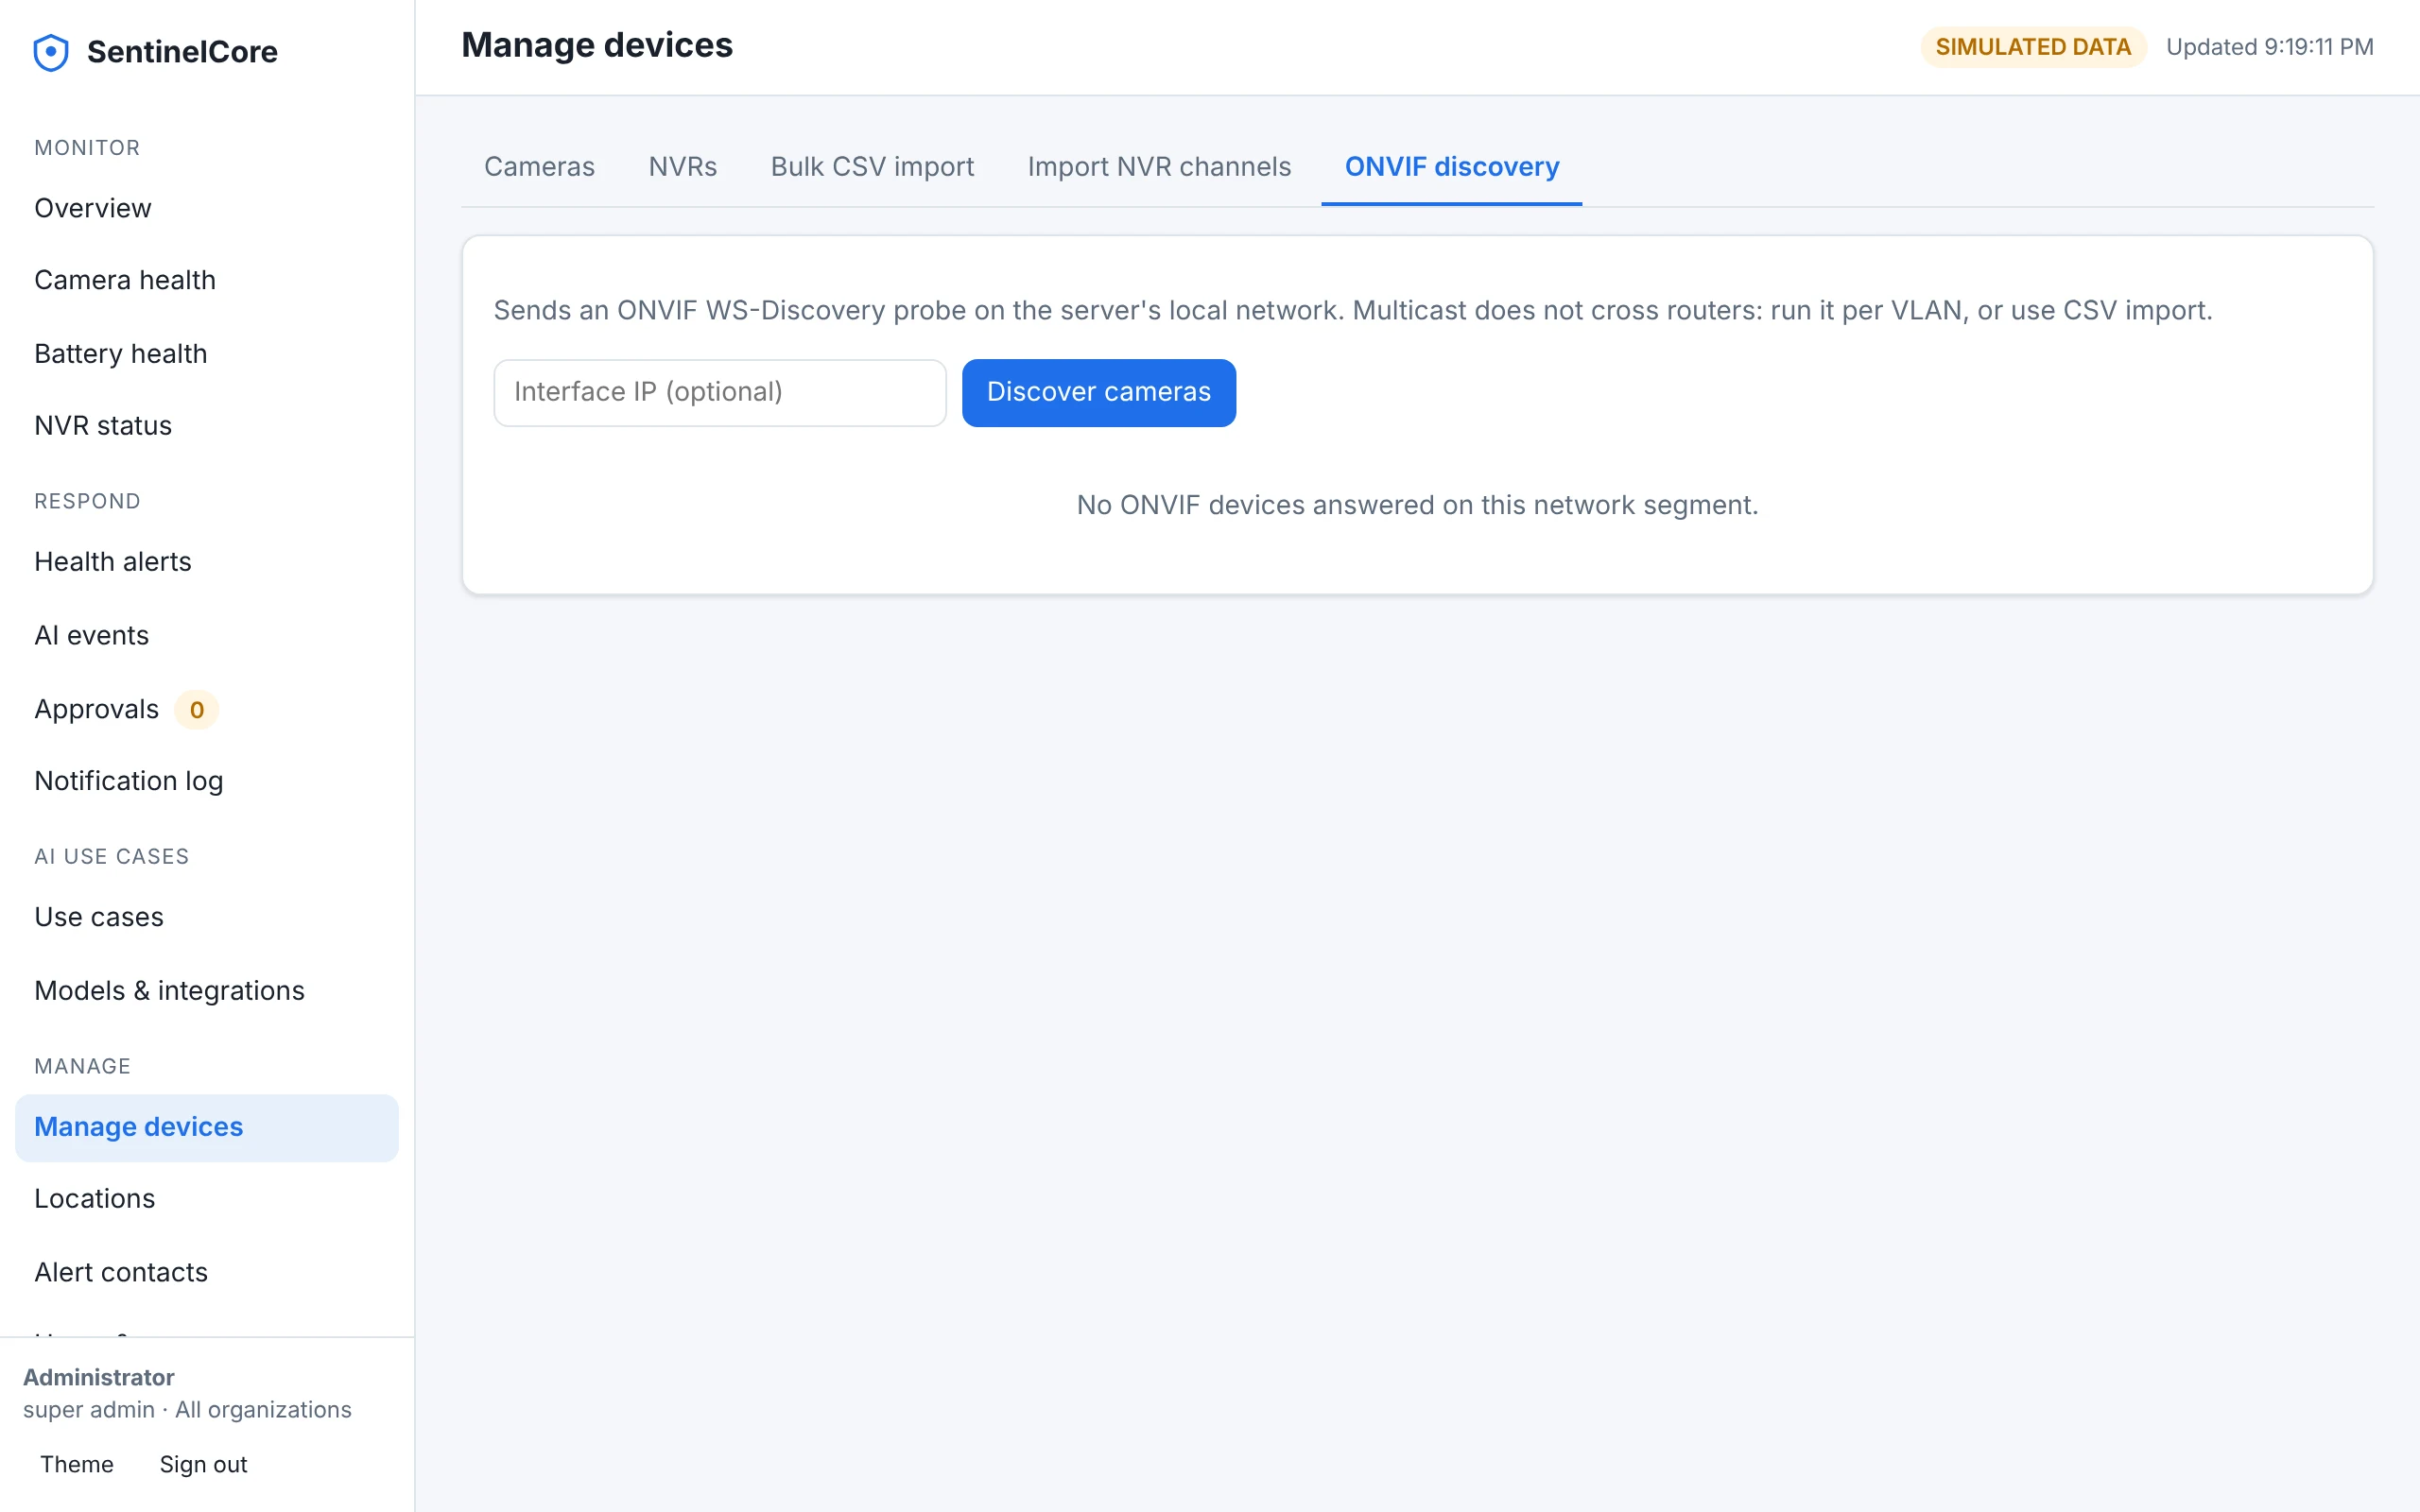 SentinelCore
MONITOR
Overview
Camera health
Battery health
NVR status
RESPOND
Health alerts
AI events
Approvals 0
Notification log
AI USE CASES
Use cases
Models & integrations
MANAGE
Manage devices
Locations
Alert contacts
Administrator
super admin · All organizations
Theme Sign out
Manage devices
SIMULATED DATA Updated 9:19:11 PM
Cameras NVRs Bulk CSV import Import NVR channels ONVIF discovery
Sends an ONVIF WS-Discovery probe on the server's local network. Multicast does not cross routers: run it per VLAN, or use CSV import.
Interface IP (optional) Discover cameras
No ONVIF devices answered on this network segment.